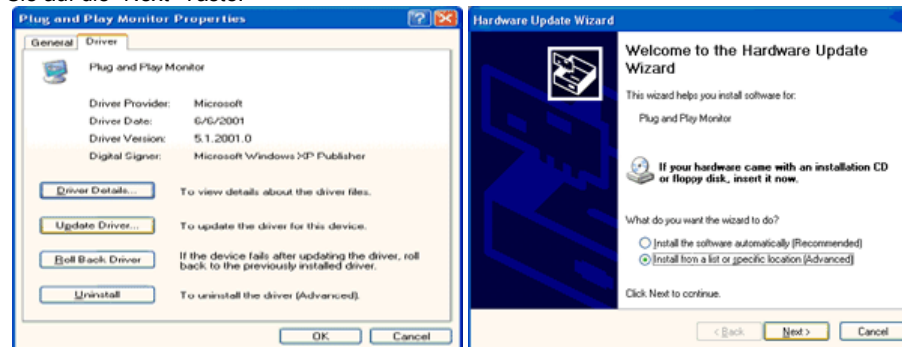 Sie auf die "Next"-Taste.
Plug and Play Monitor Properties
General
Driver
Plug and Play Monitor
Driver Provider: Microsoft
Driver Date: 6/6/2001
Driver Version: 5.1.2001.0
Digital Signer: Microsoft Windows XP Publisher
Driver Details...
To view details about the driver files.
Update Driver...
To update the driver for this device.
Roll Back Driver
If the device fails after updating the driver, roll
back to the previously installed driver.
Uninstall
To uninstall the driver (Advanced).
OK
Cancel
Hardware Update Wizard
Welcome to the Hardware Update
Wizard
This wizard helps you install software for:
Plug and Play Monitor
If your hardware came with an installation CD
or floppy disk, insert it now.
What do you want the wizard to do?
Install the software automatically (Recommended)
Install from a list or specific location (Advanced)
Click Next to continue.
< Back
Next >
Cancel